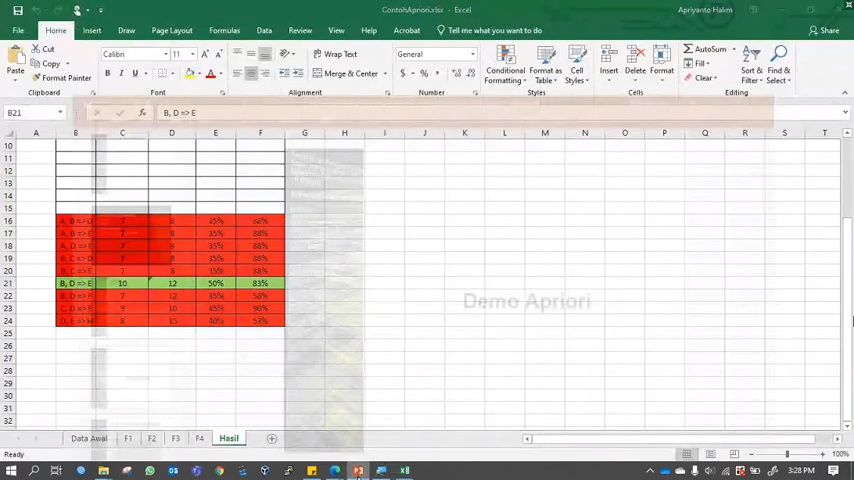 ContohApriori.xlsx - Excel
Apriyanto Halim
File Home Insert Draw Page Layout Formulas Data Review View Help Acrobat Tell me what you want to do Share
Cut
Copy
Format Painter
Paste
Clipboard
Calibri 11
B I U
Font
Wrap Text
Merge & Center
Alignment
General
$ % ,
Number
Conditional Formatting
Format as Table
Cell Styles
Styles
Insert Delete Format
Cells
AutoSum
Fill
Clear
Sort & Filter
Find & Select
Editing
B21 fx B, D => E
A B C D E F G H I J K L M N O P Q R S T
10
11
12
13
14
15
16 A, B => D 7 8 35% 88%
17 A, B => E 7 8 35% 88%
18 A, D => E 7 8 35% 88%
19 B, C => D 7 8 35% 88%
20 B, C => E 7 8 35% 88%
21 B, D => E 10 12 50% 83%
22 B, D => F 7 12 35% 58%
23 C, D => E 9 10 45% 90%
24 D, E => H 8 15 40% 57%
25
26
27
28
29
30
31
32
Demo Apriori
Data Awal F1 F2 F3 F4 Hasil
Ready
100%
3:28 PM